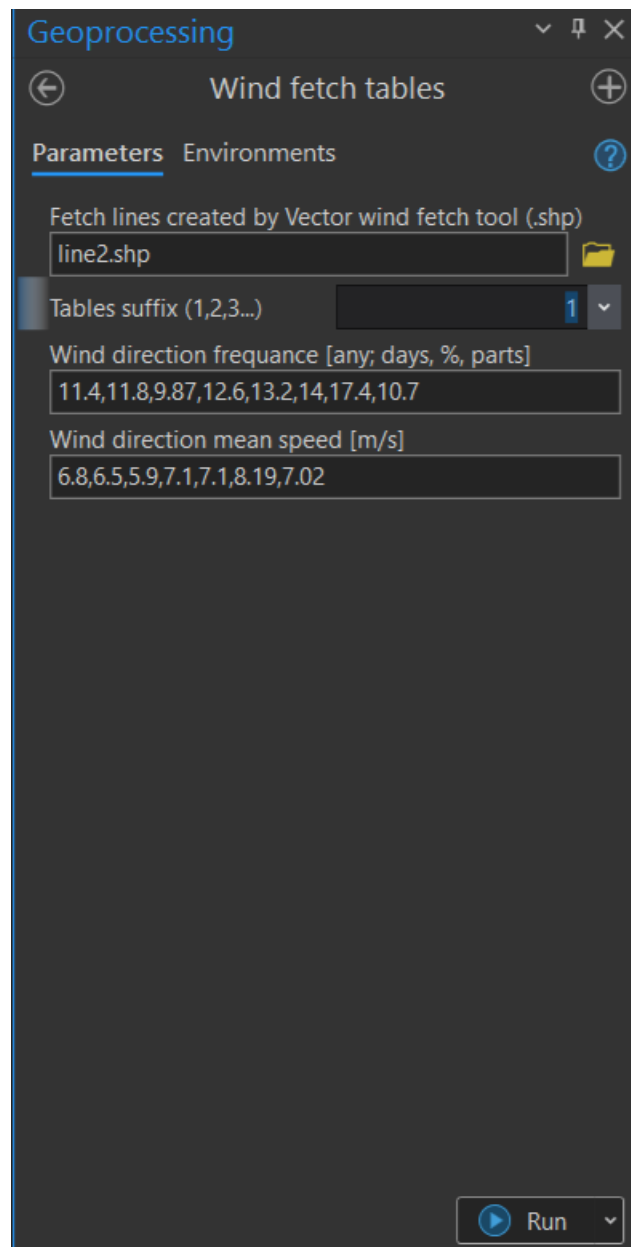 Geoprocessing
Wind fetch tables
Parameters Environments
Fetch lines created by Vector wind fetch tool (.shp)
line2.shp
Tables suffix (1,2,3...) 1
Wind direction frequance [any; days, %, parts]
11.4,11.8,9.87,12.6,13.2,14,17.4,10.7
Wind direction mean speed [m/s]
6.8,6.5,5.9,7.1,7.1,8.19,7.02
Run